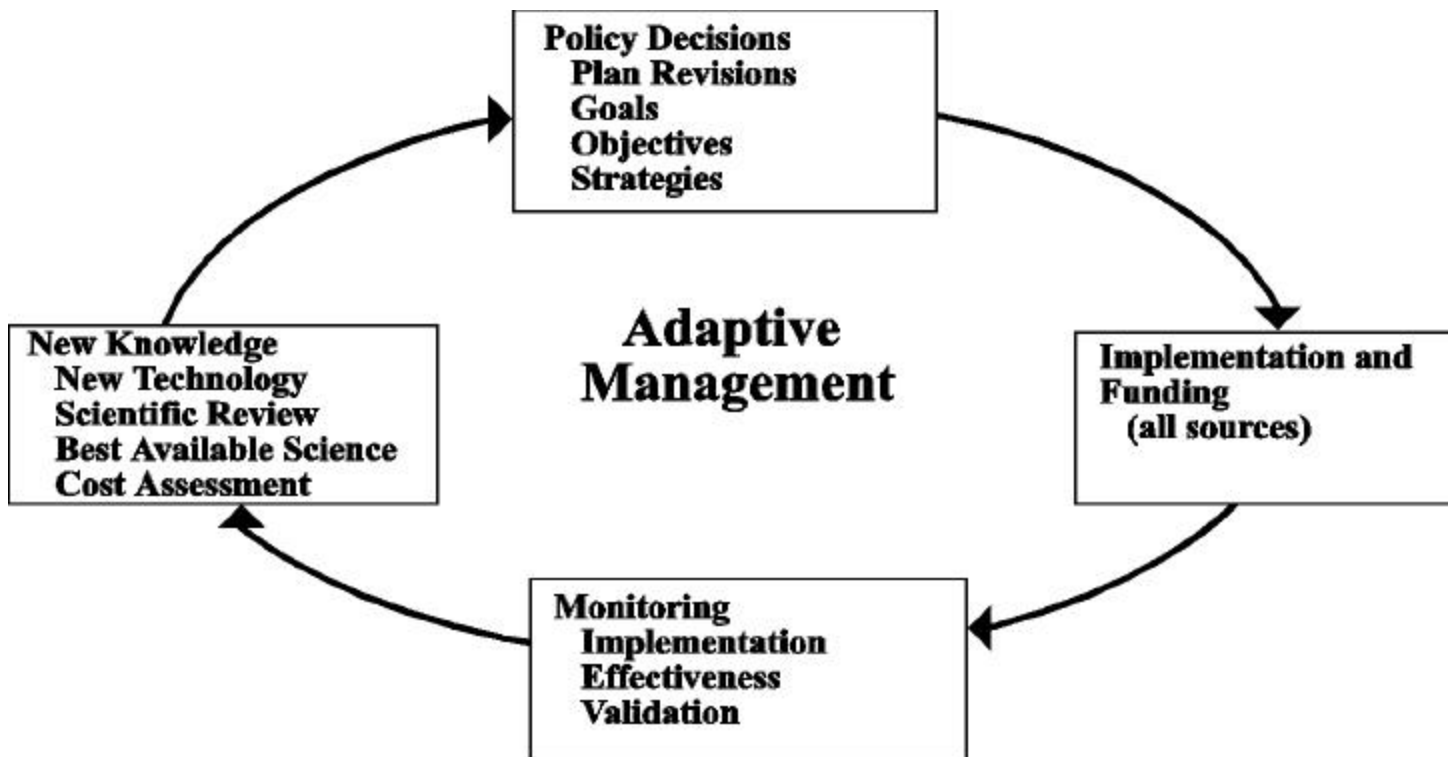 Policy Decisions
Plan Revisions
Goals
Objectives
Strategies
Adaptive
Management
New Knowledge
New Technology
Scientific Review
Best Available Science
Cost Assessment
Implementation and
Funding
(all sources)
Monitoring
Implementation
Effectiveness
Validation